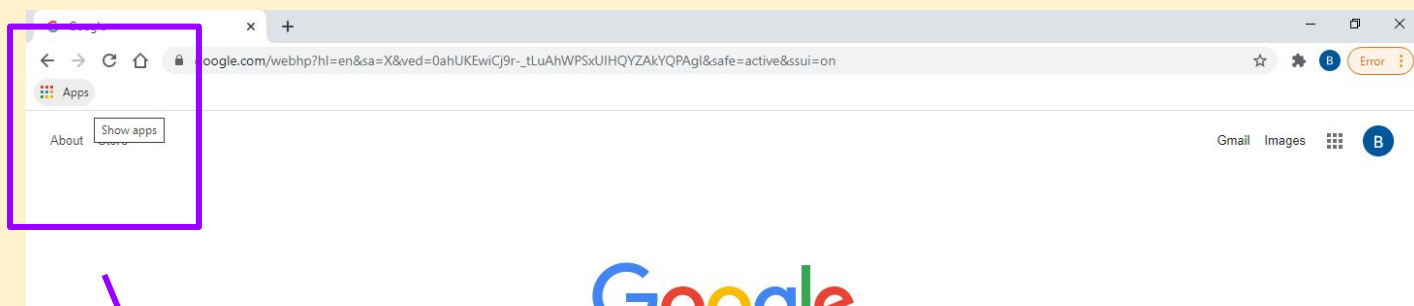 Google
google.com/webhp?hl=en&sa=X&ved=0ahUKEwiCj9r-_tLuAhWPSxUIHQYZAkYQPAgI&safe=active&ssui=on
B Error
Apps
Show apps
About Store
Gmail Images B
Google